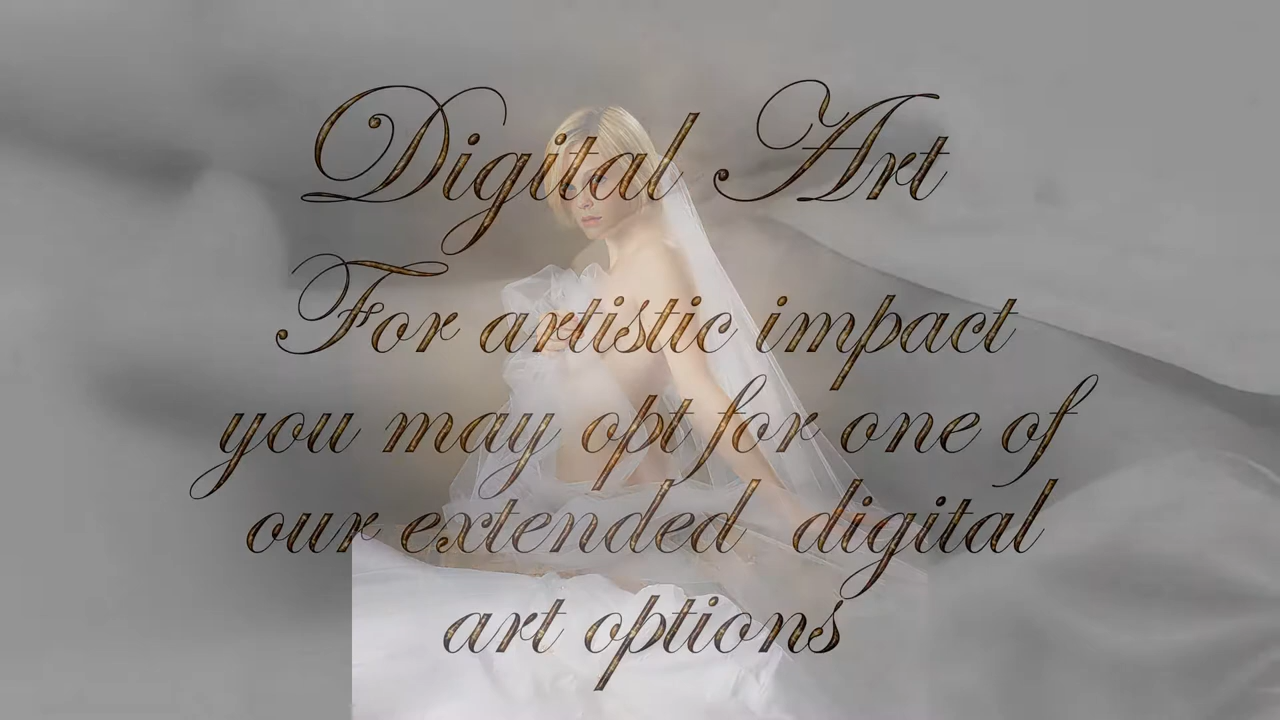 Digital Art
For artistic impact
you may opt for one of
our extended digital
art options